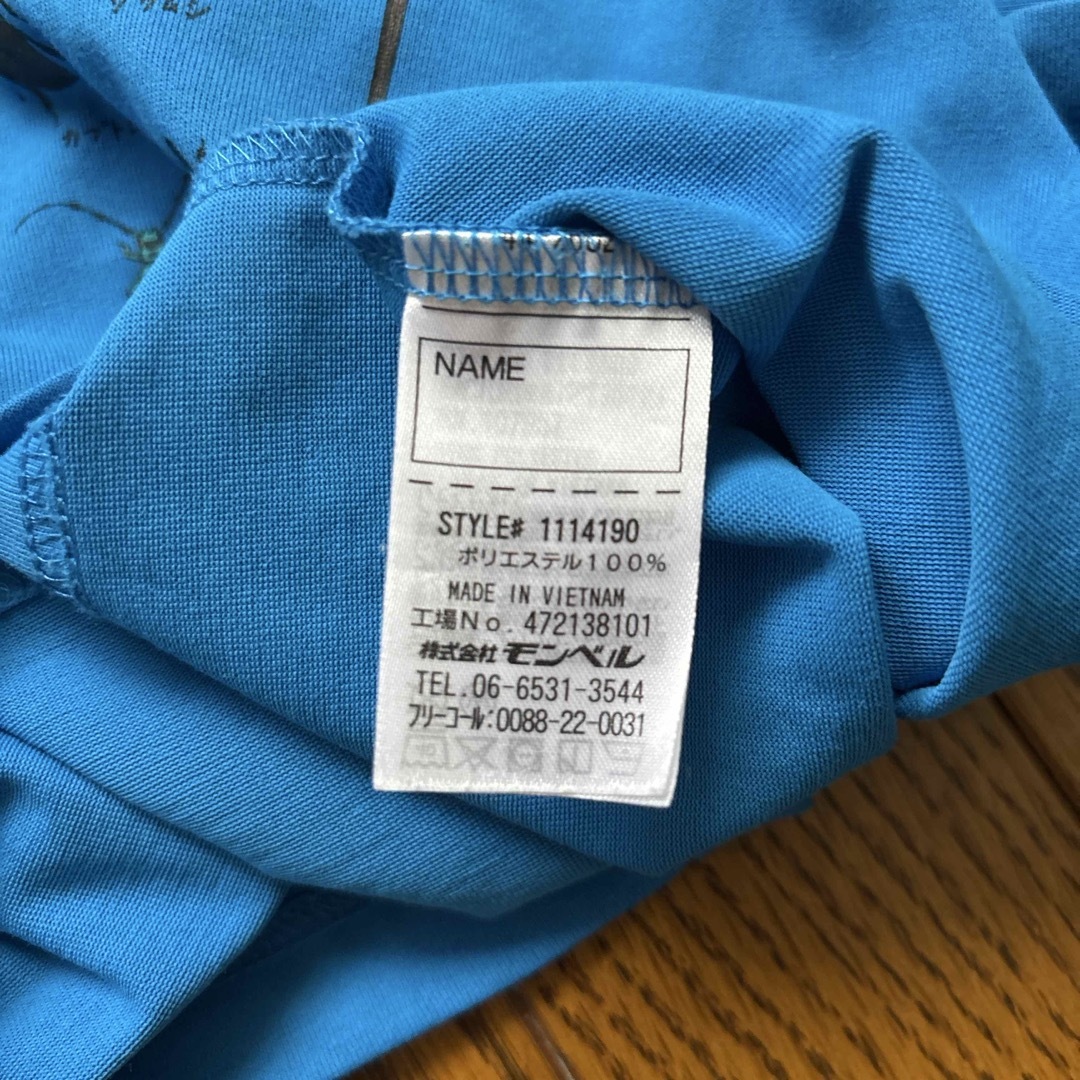 NAME
STYLE# 1114190
ポリエステル100%
MADE IN VIETNAM
工場No. 472138101
株式会社 モンベル
TEL.06-6531-3544
フリーコール:0088-22-0031